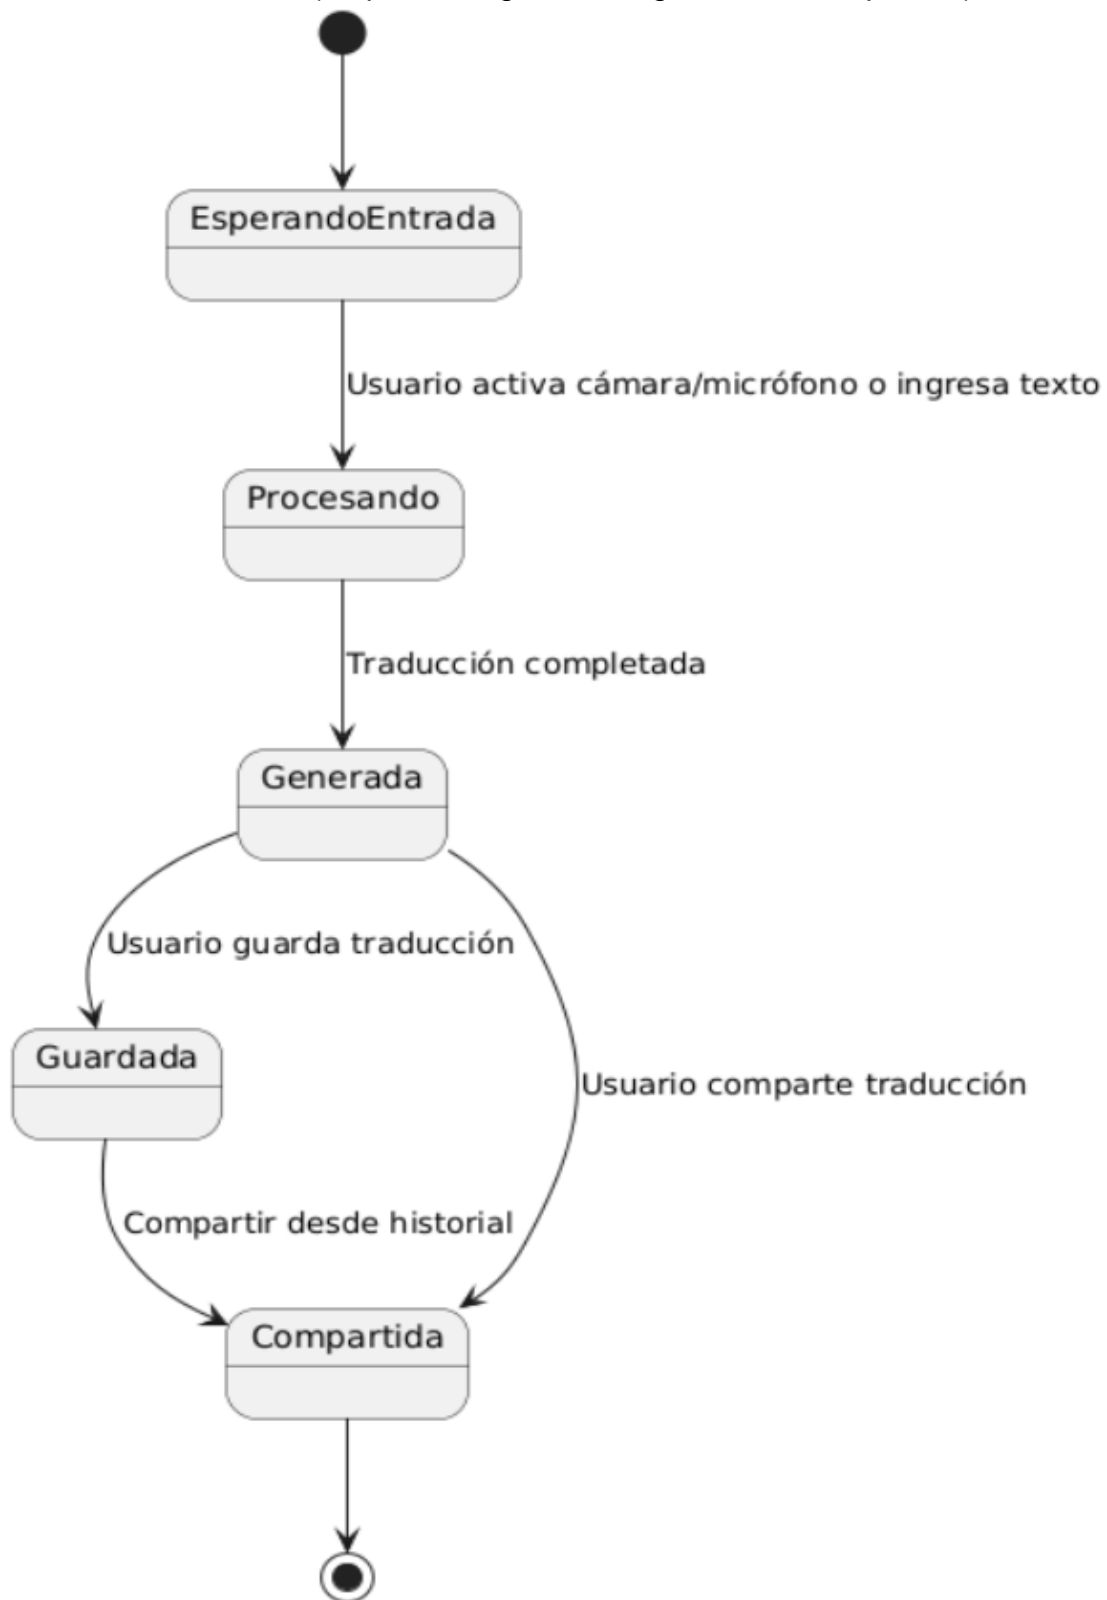 EsperandoEntrada
Usuario activa cámara/micrófono o ingresa texto
Procesando
Traducción completada
Generada
Usuario guarda traducción
Guardada
Usuario comparte traducción
Compartir desde historial
Compartida